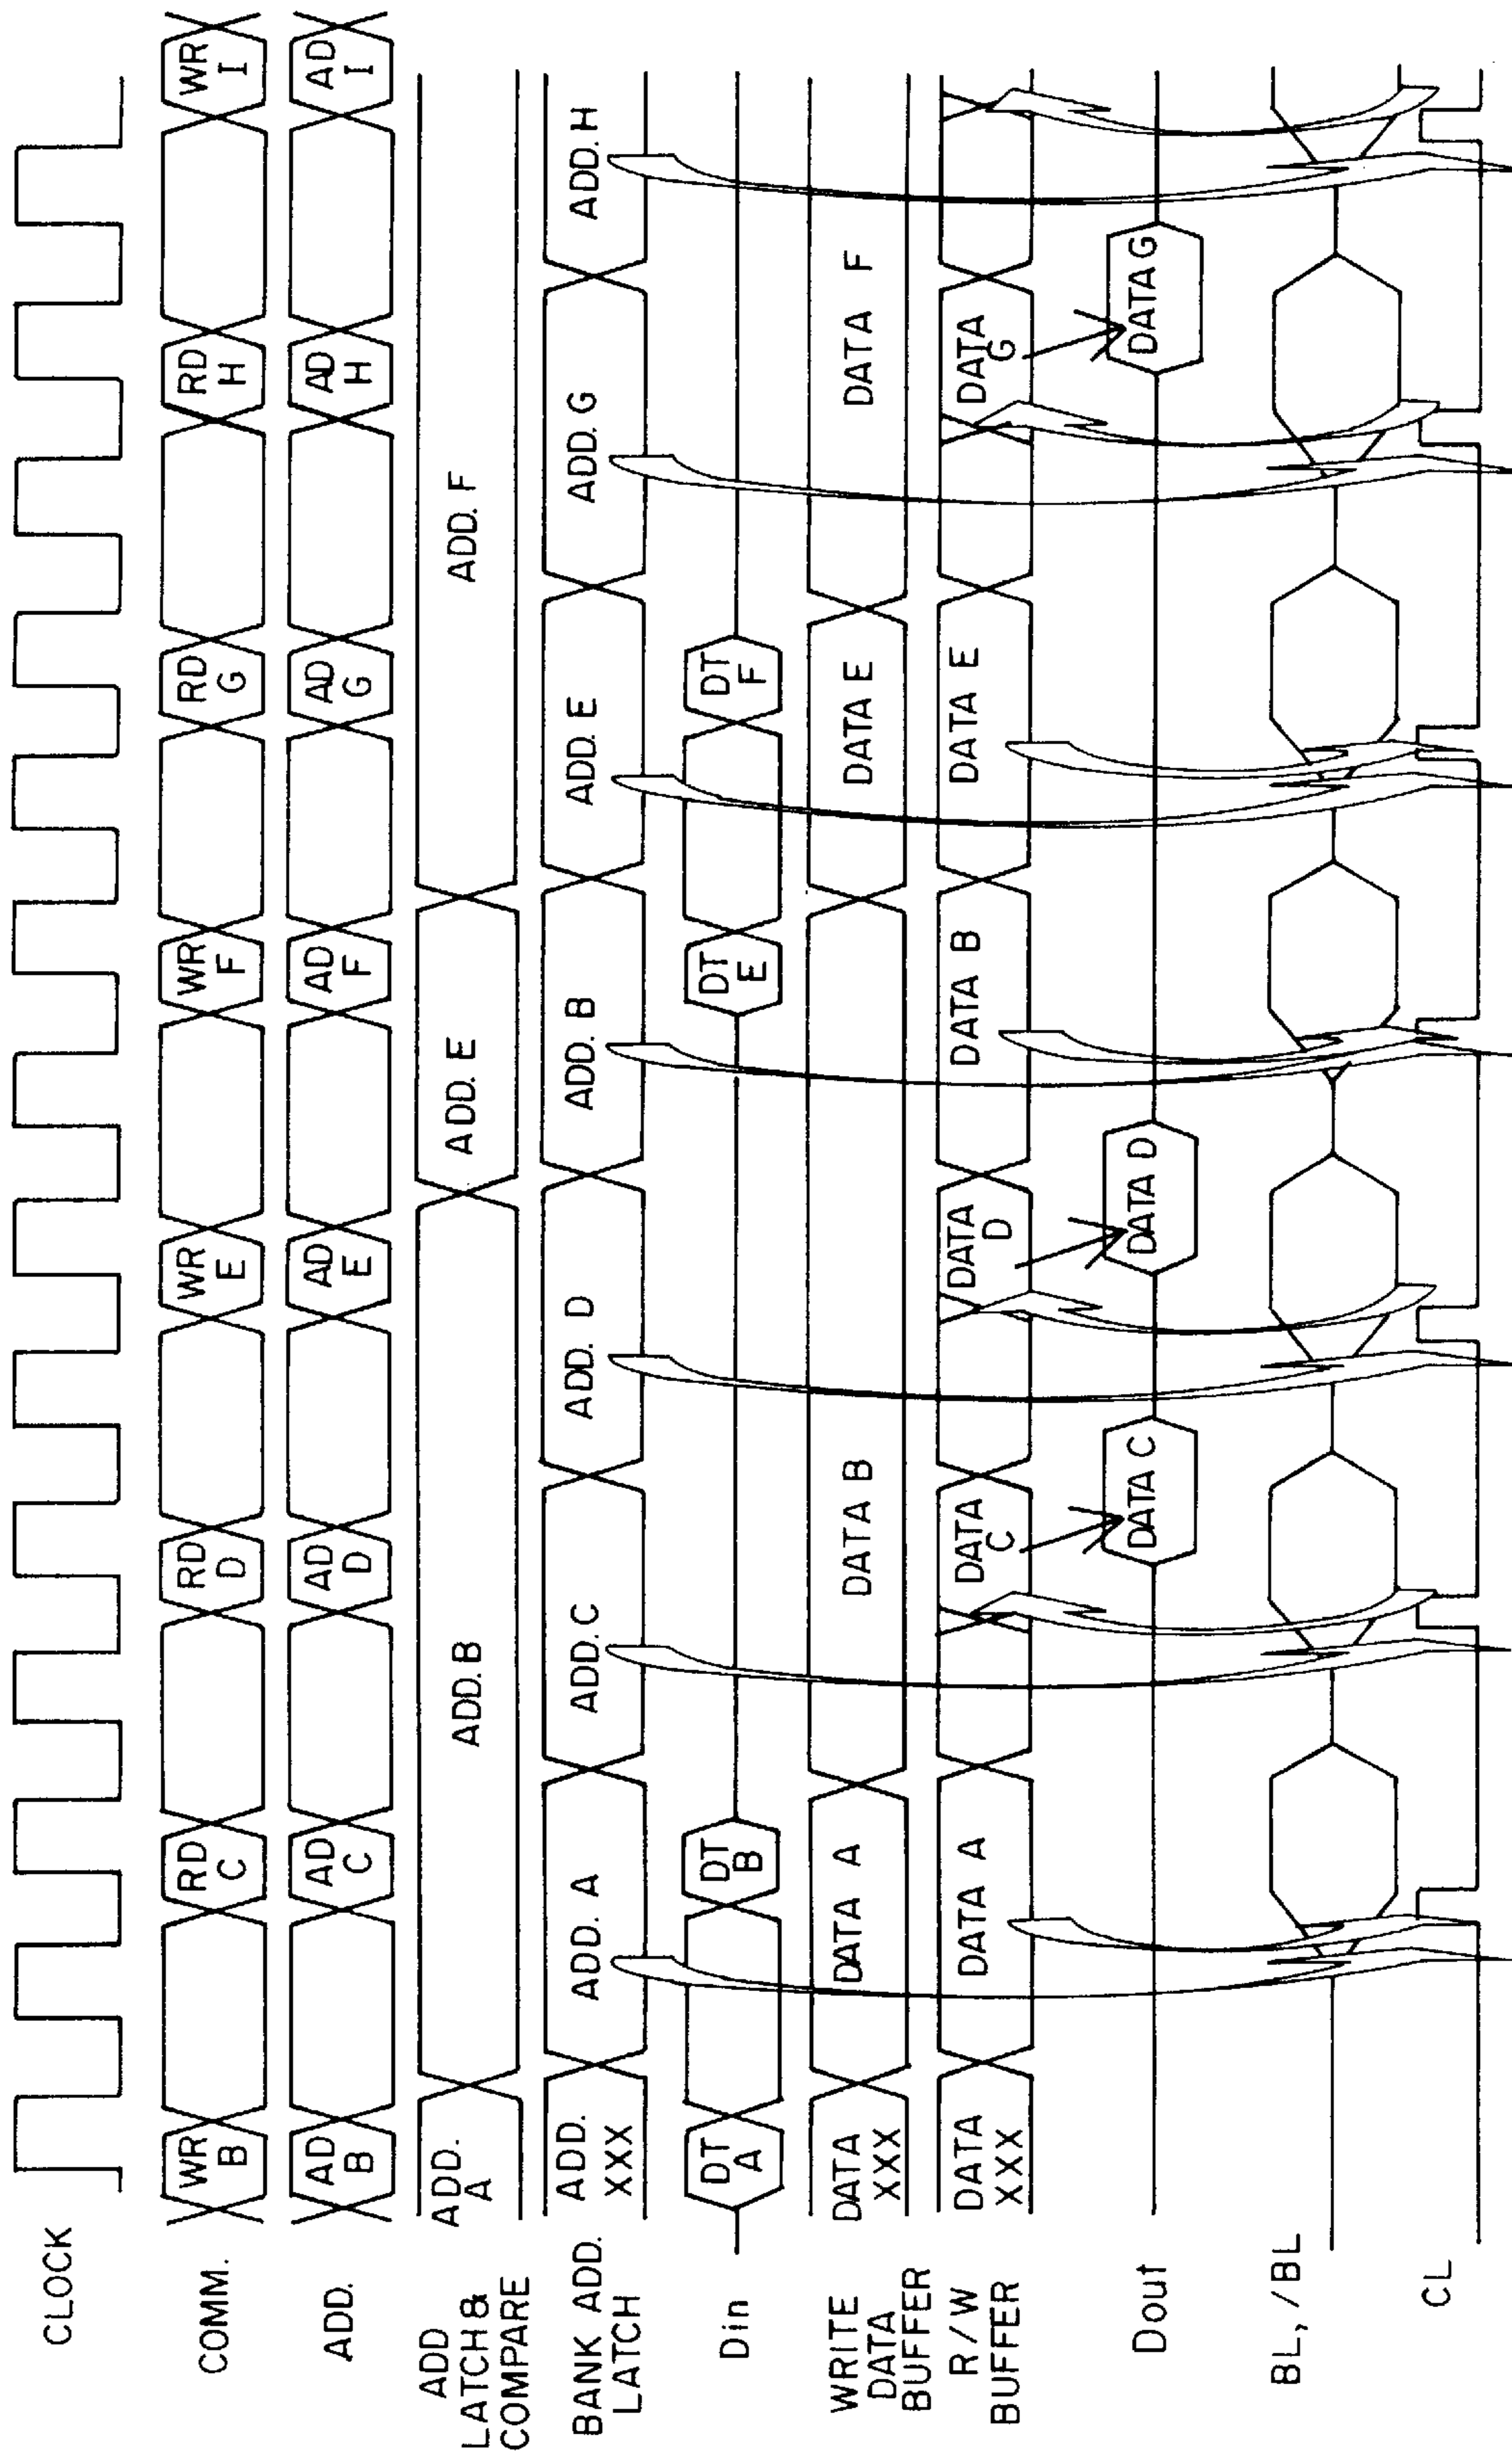 CLOCK
COMM.
WR
B
RD
C
RD
D
WR
E
WR
F
RD
G
RD
H
WR
I
ADD.
AD
B
AD
C
AD
D
AD
E
AD
F
AD
G
AD
H
AD
I
ADD
LATCH &
COMPARE
ADD.
A
ADD. B
ADD. E
ADD. F
BANK ADD.
LATCH
ADD.
XXX
ADD. A
ADD. C
ADD. D
ADD. B
ADD. E
ADD. G
ADD. H
Din
DT
A
DT
B
DT
E
DT
F
WRITE
DATA
BUFFER
DATA
XXX
DATA A
DATA B
DATA E
DATA F
R/W
BUFFER
DATA
XXX
DATA A
DATA
C
DATA
D
DATA B
DATA E
DATA
G
Dout
DATA C
DATA D
DATA G
BL, /BL
CL